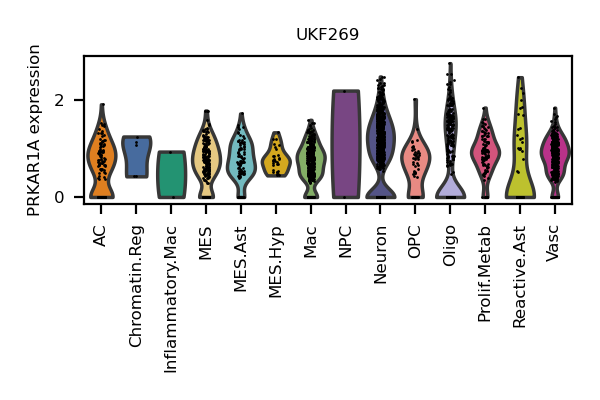 UKF269
PRKAR1A expression
2
0
AC
Chromatin.Reg
Inflammatory.Mac
MES
MES.Ast
MES.Hyp
Mac
NPC
Neuron
OPC
Oligo
Prolif.Metab
Reactive.Ast
Vasc